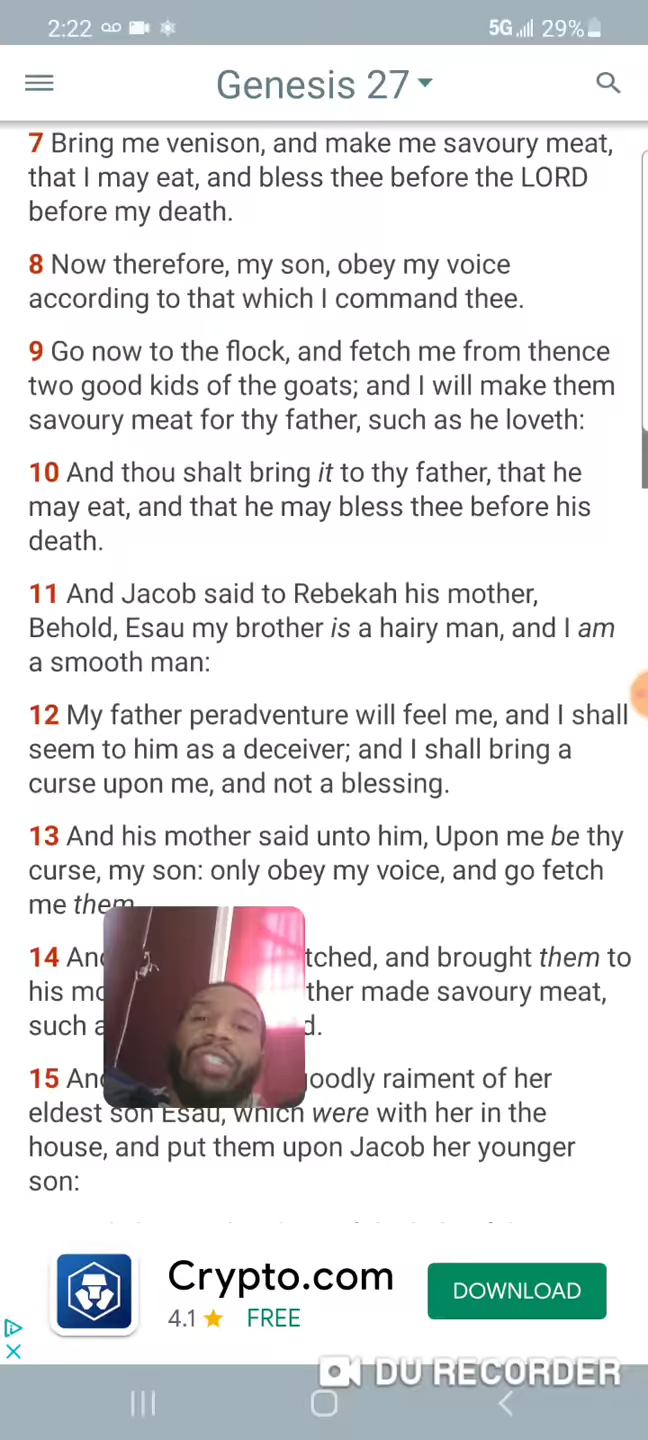 2:22 5G 29%
Genesis 27
7 Bring me venison, and make me savoury meat,
that I may eat, and bless thee before the LORD
before my death.
8 Now therefore, my son, obey my voice
according to that which I command thee.
9 Go now to the flock, and fetch me from thence
two good kids of the goats; and I will make them
savoury meat for thy father, such as he loveth:
10 And thou shalt bring it to thy father, that he
may eat, and that he may bless thee before his
death.
11 And Jacob said to Rebekah his mother,
Behold, Esau my brother is a hairy man, and I am
a smooth man:
12 My father peradventure will feel me, and I shall
seem to him as a deceiver; and I shall bring a
curse upon me, and not a blessing.
13 And his mother said unto him, Upon me be thy
curse, my son: only obey my voice, and go fetch
me them
14 and brought them to
his made savoury meat,
such
15 raiment of her
eldest son Esau, which were with her in the
house, and put them upon Jacob her younger
son:
Crypto.com
4.1 FREE
DOWNLOAD
DU RECORDER